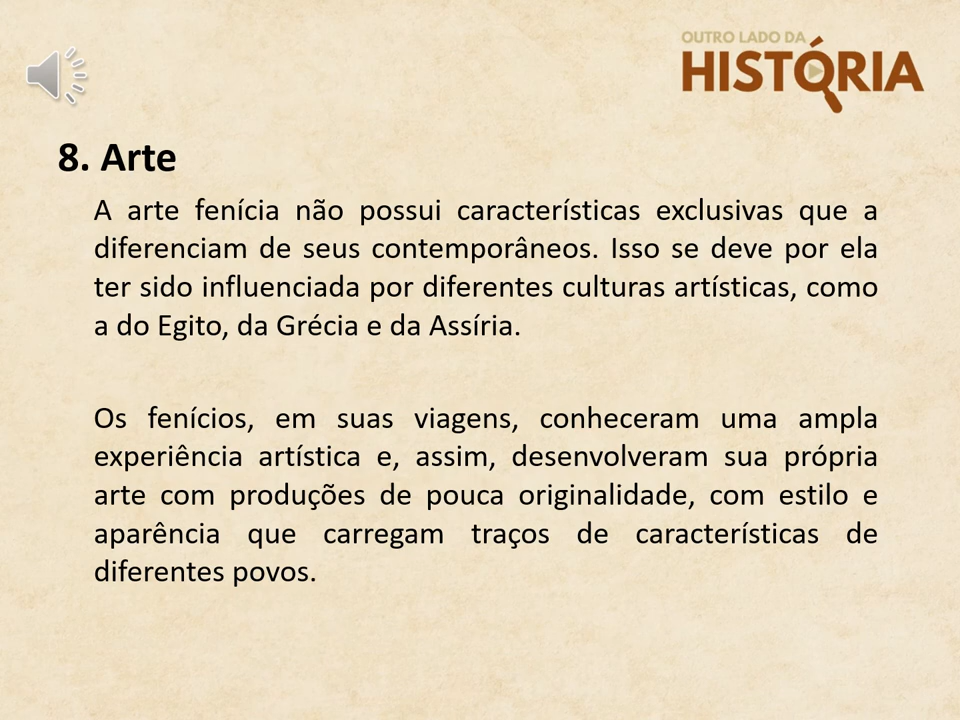 OUTRO LADO DA
HISTÓRIA
8. Arte
A arte fenícia não possui características exclusivas que a
diferenciam de seus contemporâneos. Isso se deve por ela
ter sido influenciada por diferentes culturas artísticas, como
a do Egito, da Grécia e da Assíria.
Os fenícios, em suas viagens, conheceram uma ampla
experiência artística e, assim, desenvolveram sua própria
arte com produções de pouca originalidade, com estilo e
aparência que carregam traços de características de
diferentes povos.